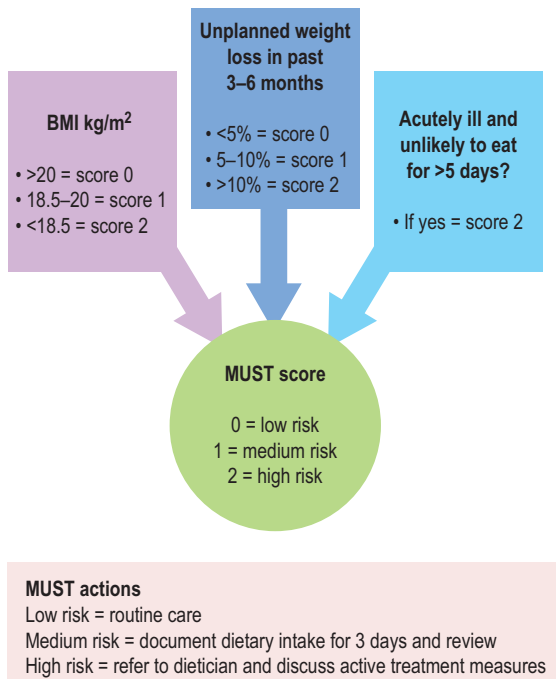 BMI kg/m²
• >20 = score 0
• 18.5–20 = score 1
• <18.5 = score 2
Unplanned weight
loss in past
3–6 months
• <5% = score 0
• 5–10% = score 1
• >10% = score 2
Acutely ill and
unlikely to eat
for >5 days?
• If yes = score 2
MUST score
0 = low risk
1 = medium risk
2 = high risk
MUST actions
Low risk = routine care
Medium risk = document dietary intake for 3 days and review
High risk = refer to dietician and discuss active treatment measures